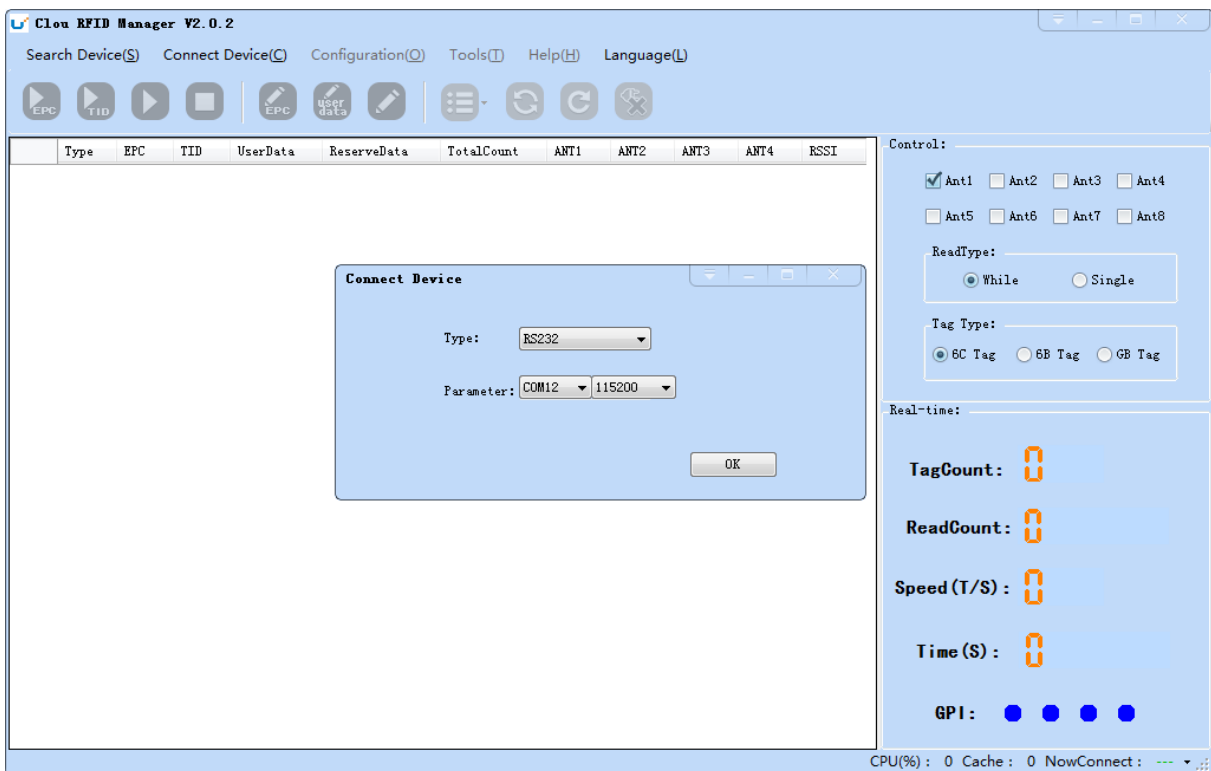 Clou RFID Manager V2.0.2
Search Device(S) Connect Device(C) Configuration(O) Tools(T) Help(H) Language(L)
EPC TID EPC user data
Type EPC TID UserData ReserveData TotalCount ANT1 ANT2 ANT3 ANT4 RSSI
Connect Device
Type: RS232
Parameter: COM12 115200
OK
Control:
Ant1 Ant2 Ant3 Ant4
Ant5 Ant6 Ant7 Ant8
ReadType:
While Single
Tag Type:
6C Tag 6B Tag GB Tag
Real-time:
TagCount: 0
ReadCount: 0
Speed(T/S): 0
Time(S): 0
GPI:
CPU(%) : 0 Cache : 0 NowConnect : ---